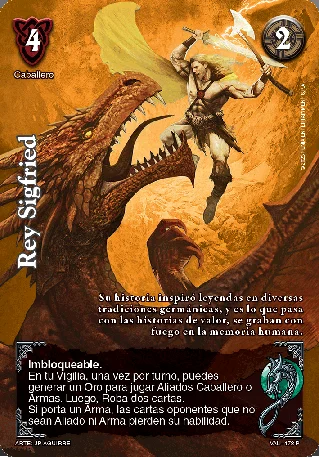 4
2
Caballero
Rey Sigfried
Su historia inspiró leyendas en diversas
tradiciones germánicas, y es lo que pasa
con las historias de valor, se graban con
fuego en la memoria humana.
Imbloqueable.
En tu Vigilia, una vez por turno, puedes
generar un Oro para jugar Aliados Caballero o
Armas. Luego, Roba dos cartas.
Si porta un Arma, las cartas oponentes que no
sean Aliado ni Arma pierden su habilidad.
ARTE: JP AGUIRRE